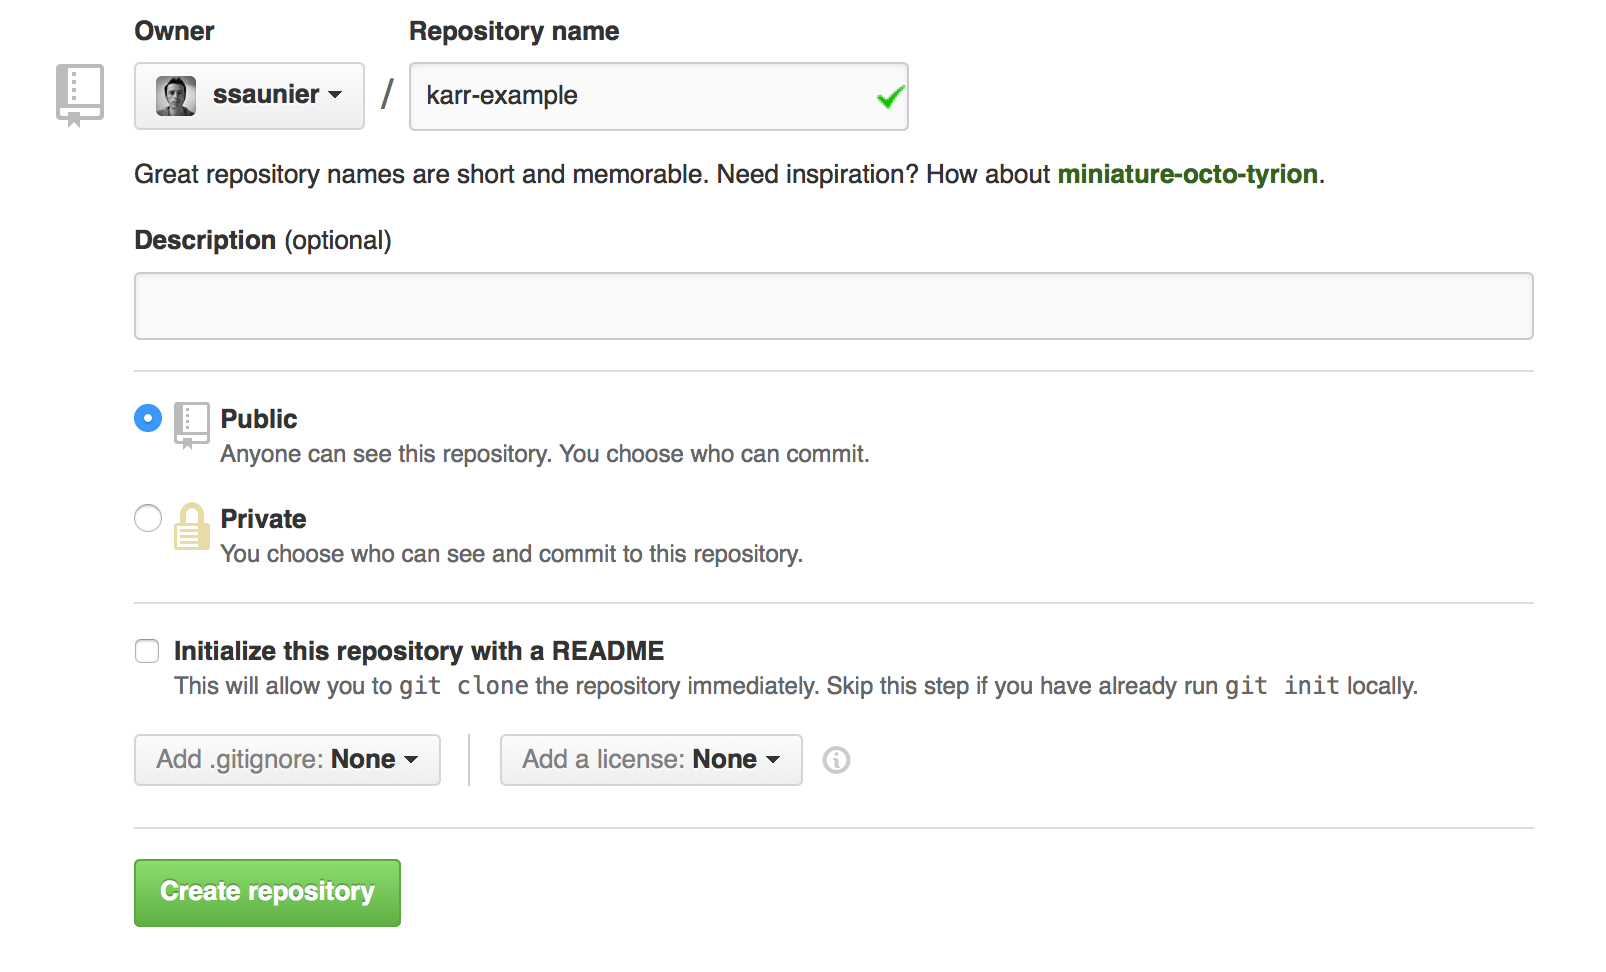 Owner Repository name
ssaunier / karr-example
Great repository names are short and memorable. Need inspiration? How about miniature-octo-tyrion.
Description (optional)
Public
Anyone can see this repository. You choose who can commit.
Private
You choose who can see and commit to this repository.
Initialize this repository with a README
This will allow you to git clone the repository immediately. Skip this step if you have already run git init locally.
Add .gitignore: None Add a license: None
Create repository